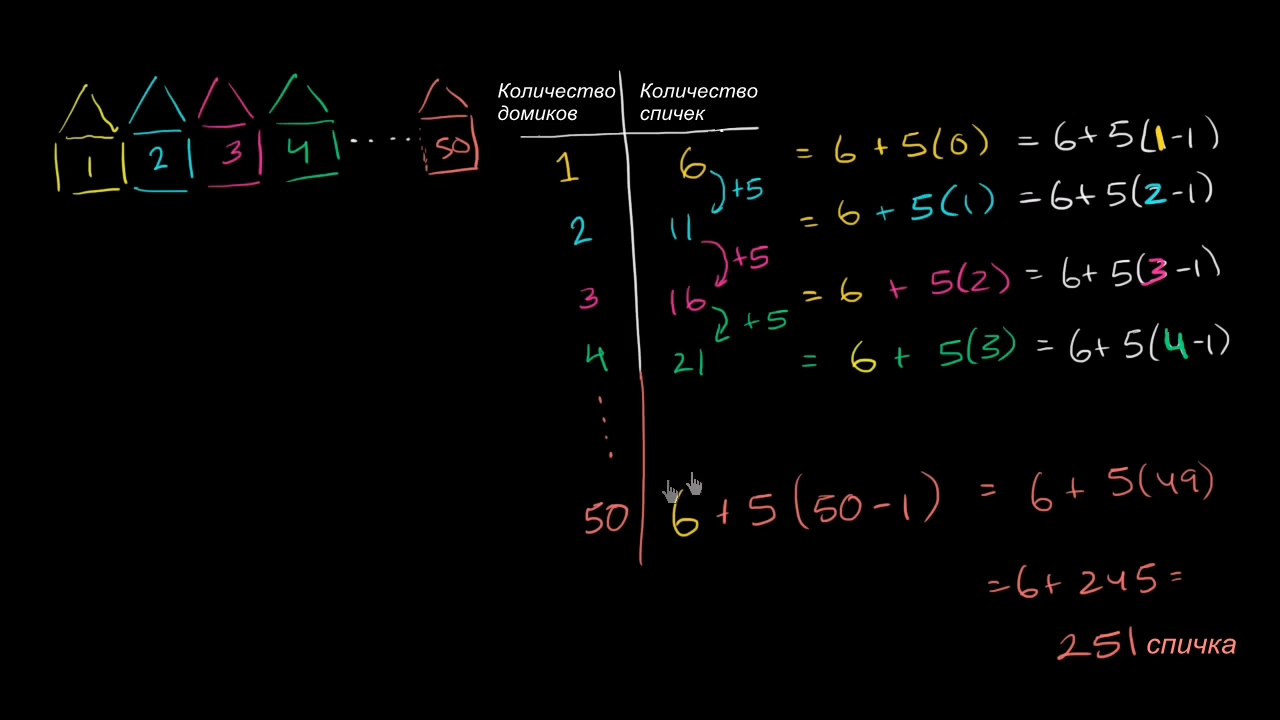 1 2 3 4 ..... 50
Количество домиков
Количество спичек
1 6 = 6 + 5(0) = 6 + 5(1-1)
+5
2 11 = 6 + 5(1) = 6 + 5(2-1)
+5
3 16 = 6 + 5(2) = 6 + 5(3-1)
+5
4 21 = 6 + 5(3) = 6 + 5(4-1)
50 6 + 5(50-1) = 6 + 5(49)
= 6 + 245 =
251 спичка